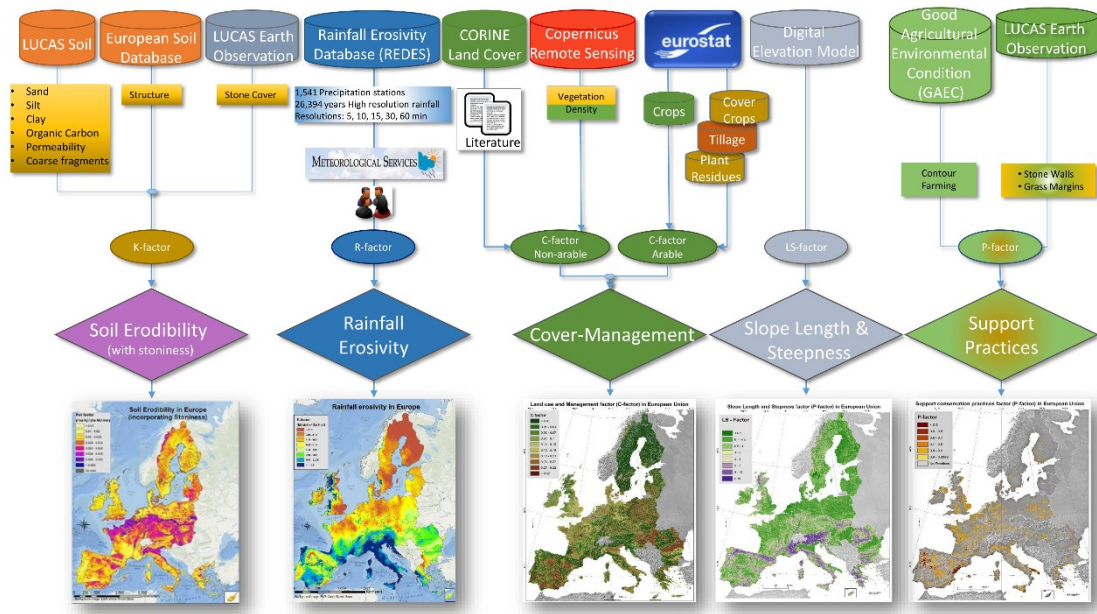 LUCAS Soil
European Soil
Database
LUCAS Earth
Observation
Rainfall Erosivity
Database (REDES)
CORINE
Land Cover
Copernicus
Remote Sensing
eurostat
Digital
Elevation Model
Good
Agricultural
Environmental
Condition
(GAEC)
LUCAS Earth
Observation
• Sand
• Silt
• Clay
• Organic Carbon
• Permeability
• Coarse fragments
Structure
Stone Cover
1,541 Precipitation stations
26,394 years High resolution rainfall
Resolutions: 5, 10, 15, 30, 60 min
METEOROLOGICAL SERVICES
Literature
Vegetation
Density
Crops
Cover
Crops
Tillage
Plant
Residues
Contour
Farming
• Stone Walls
• Grass Margins
K-factor
R-factor
C-factor
Non-arable
C-factor
Arable
LS-factor
P-factor
Soil Erodibility
(with stoniness)
Rainfall
Erosivity
Cover-Management
Slope Length &
Steepness
Support
Practices
Soil Erodibility in Europe
(incorporating Stoniness)
Rainfall erosivity in Europe
Land use and Management factor (C-factor) in European Union
Slope Length and Steepness factor (P-factor) in European Union
LS - Factor
Support conservation practices factor (P-factor) in European Union
P-factor